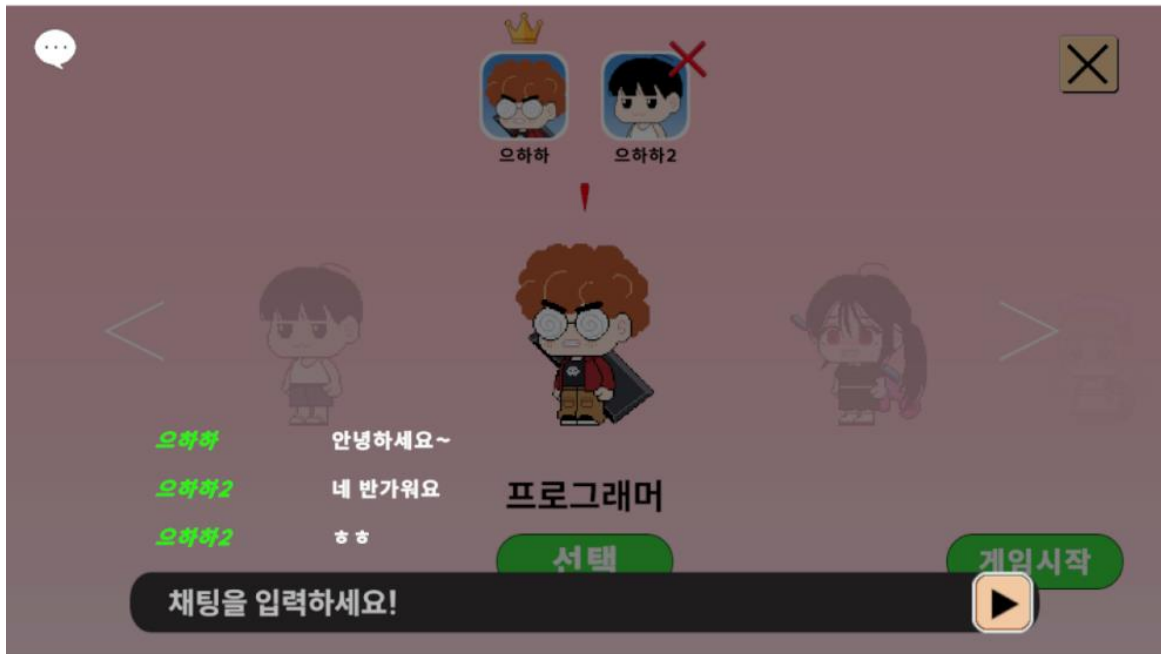 으하하 으하하2
으하하 안녕하세요~
으하하2 네 반가워요
프로그래머
으하하2 ㅎㅎ
선택 게임시작
채팅을 입력하세요!